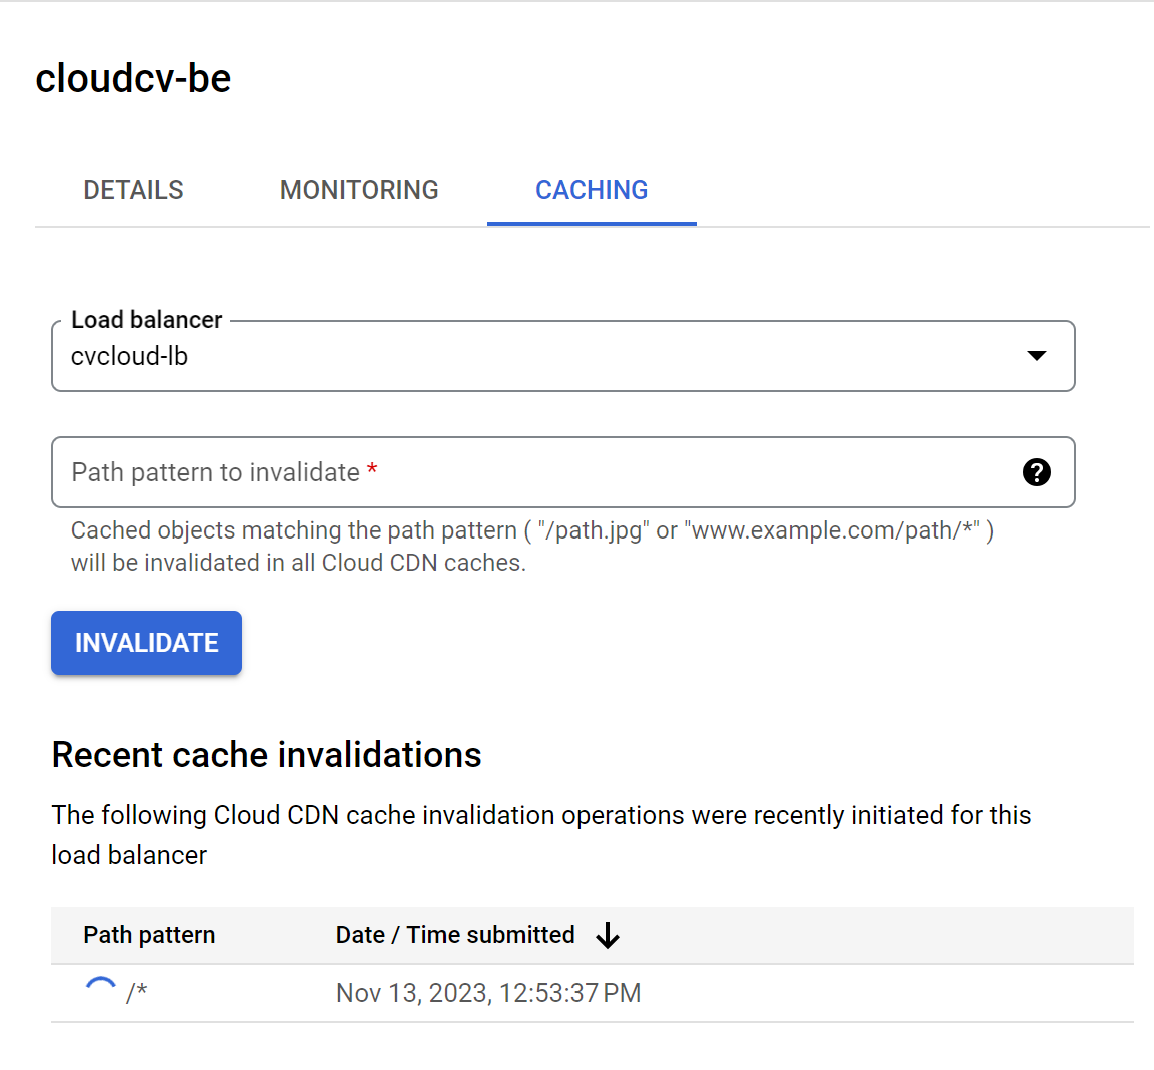 cloudcv-be
DETAILS MONITORING CACHING
Load balancer
cvcloud-lb
Path pattern to invalidate *
Cached objects matching the path pattern ( "/path.jpg" or "www.example.com/path/*" )
will be invalidated in all Cloud CDN caches.
INVALIDATE
Recent cache invalidations
The following Cloud CDN cache invalidation operations were recently initiated for this
load balancer
Path pattern Date / Time submitted
/* Nov 13, 2023, 12:53:37 PM